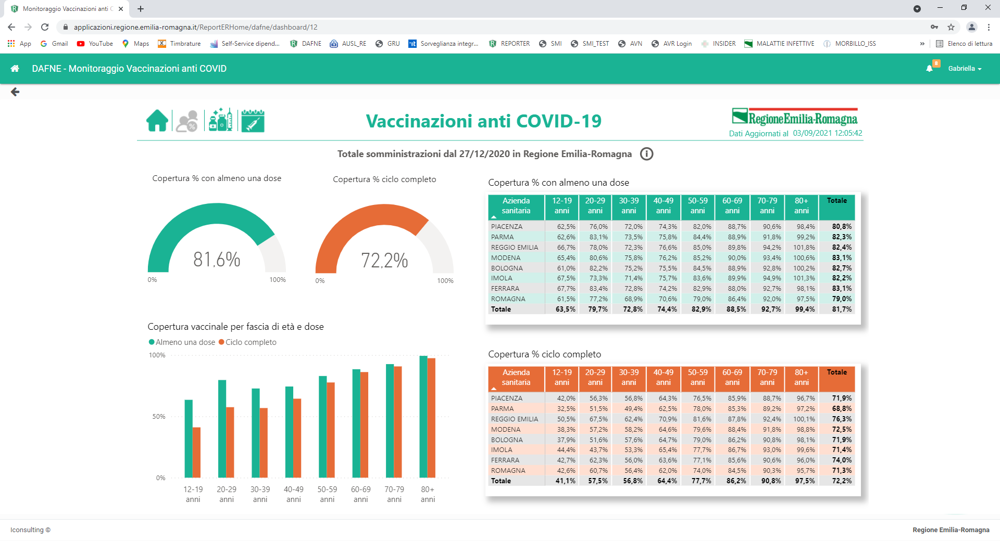 Monitoraggio Vaccinazioni anti C
applicazioni.regione.emilia-romagna.it/ReportERHome/dafne/dashboard/12
App Gmail YouTube Maps Timbrature Self-Service dipend... DAFNE AUSL_RE GRU Sorveglianza integr... REPORTER SMI SMI_TEST AVN AVR Login INSIDER MALATTIE INFETTIVE MORBILLO_ISS » Elenco di lettura
DAFNE - Monitoraggio Vaccinazioni anti COVID
8
Gabriella
Vaccinazioni anti COVID-19
RegioneEmilia-Romagna
Dati Aggiornati al 03/09/2021 12:05:42
Totale somministrazioni dal 27/12/2020 in Regione Emilia-Romagna
Copertura % con almeno una dose
81,6%
0% 100%
Copertura % ciclo completo
72,2%
0% 100%
Copertura vaccinale per fascia di età e dose
Almeno una dose Ciclo completo
100%
50%
0%
12-19 20-29 30-39 40-49 50-59 60-69 70-79 80+
anni anni anni anni anni anni anni anni
Copertura % con almeno una dose
Azienda 12-19 20-29 30-39 40-49 50-59 60-69 70-79 80+ Totale
sanitaria anni anni anni anni anni anni anni anni
PIACENZA 62,5% 76,0% 72,0% 74,3% 82,0% 88,7% 90,6% 98,4% 80,8%
PARMA 62,6% 83,1% 73,5% 75,8% 84,4% 88,9% 91,8% 99,2% 82,3%
REGGIO EMILIA 66,7% 78,0% 72,3% 76,6% 85,0% 89,8% 94,2% 101,8% 82,4%
MODENA 65,4% 80,6% 75,8% 76,2% 85,2% 90,0% 93,4% 100,6% 83,1%
BOLOGNA 61,0% 82,2% 75,2% 75,5% 84,5% 88,9% 92,8% 100,2% 82,7%
IMOLA 67,5% 73,3% 71,4% 75,7% 83,6% 89,9% 94,9% 101,3% 82,2%
FERRARA 67,7% 83,4% 72,8% 74,2% 82,9% 88,0% 92,7% 98,1% 83,1%
ROMAGNA 61,5% 77,2% 68,9% 70,6% 79,0% 86,4% 92,0% 97,5% 79,0%
Totale 63,5% 79,7% 72,8% 74,4% 82,9% 88,5% 92,7% 99,4% 81,7%
Copertura % ciclo completo
Azienda 12-19 20-29 30-39 40-49 50-59 60-69 70-79 80+ Totale
sanitaria anni anni anni anni anni anni anni anni
PIACENZA 42,0% 56,3% 56,8% 64,3% 76,5% 85,9% 88,7% 96,7% 71,9%
PARMA 32,5% 51,5% 49,4% 62,5% 78,0% 85,3% 89,2% 97,2% 68,8%
REGGIO EMILIA 50,5% 67,5% 62,4% 70,9% 81,6% 87,8% 92,4% 100,1% 76,3%
MODENA 38,3% 57,2% 58,2% 64,6% 79,6% 88,4% 91,8% 98,8% 72,5%
BOLOGNA 37,9% 51,6% 57,6% 64,7% 79,0% 86,2% 90,8% 98,1% 71,9%
IMOLA 44,4% 43,7% 53,3% 65,4% 77,7% 86,7% 93,0% 99,6% 71,4%
FERRARA 42,7% 62,3% 56,0% 63,6% 77,1% 85,6% 90,6% 96,0% 74,0%
ROMAGNA 42,6% 60,7% 56,4% 62,0% 74,0% 84,5% 90,3% 95,7% 71,3%
Totale 41,1% 57,5% 56,8% 64,4% 77,7% 86,2% 90,8% 97,5% 72,2%
Iconsulting ©
Regione Emilia-Romagna